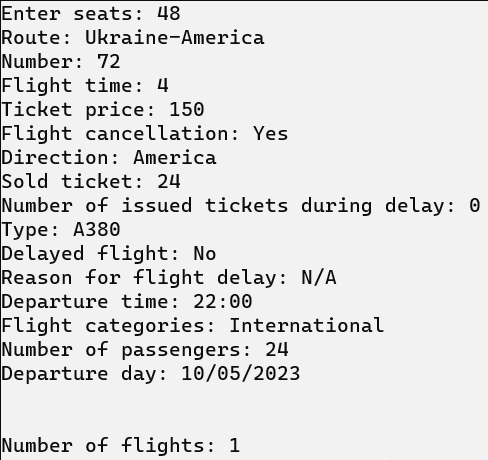 Enter seats: 48
Route: Ukraine-America
Number: 72
Flight time: 4
Ticket price: 150
Flight cancellation: Yes
Direction: America
Sold ticket: 24
Number of issued tickets during delay: 0
Type: A380
Delayed flight: No
Reason for flight delay: N/A
Departure time: 22:00
Flight categories: International
Number of passengers: 24
Departure day: 10/05/2023
Number of flights: 1